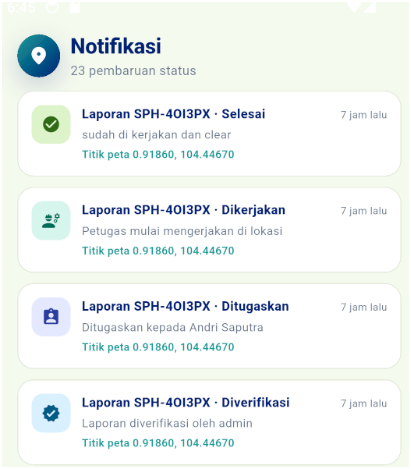 6:45
Notifikasi
23 pembaruan status
Laporan SPH-4OI3PX · Selesai
7 jam lalu
sudah di kerjakan dan clear
Titik peta 0.91860, 104.44670
Laporan SPH-4OI3PX · Dikerjakan
7 jam lalu
Petugas mulai mengerjakan di lokasi
Titik peta 0.91860, 104.44670
Laporan SPH-4OI3PX · Ditugaskan
7 jam lalu
Ditugaskan kepada Andri Saputra
Titik peta 0.91860, 104.44670
Laporan SPH-4OI3PX · Diverifikasi
7 jam lalu
Laporan diverifikasi oleh admin
Titik peta 0.91860, 104.44670